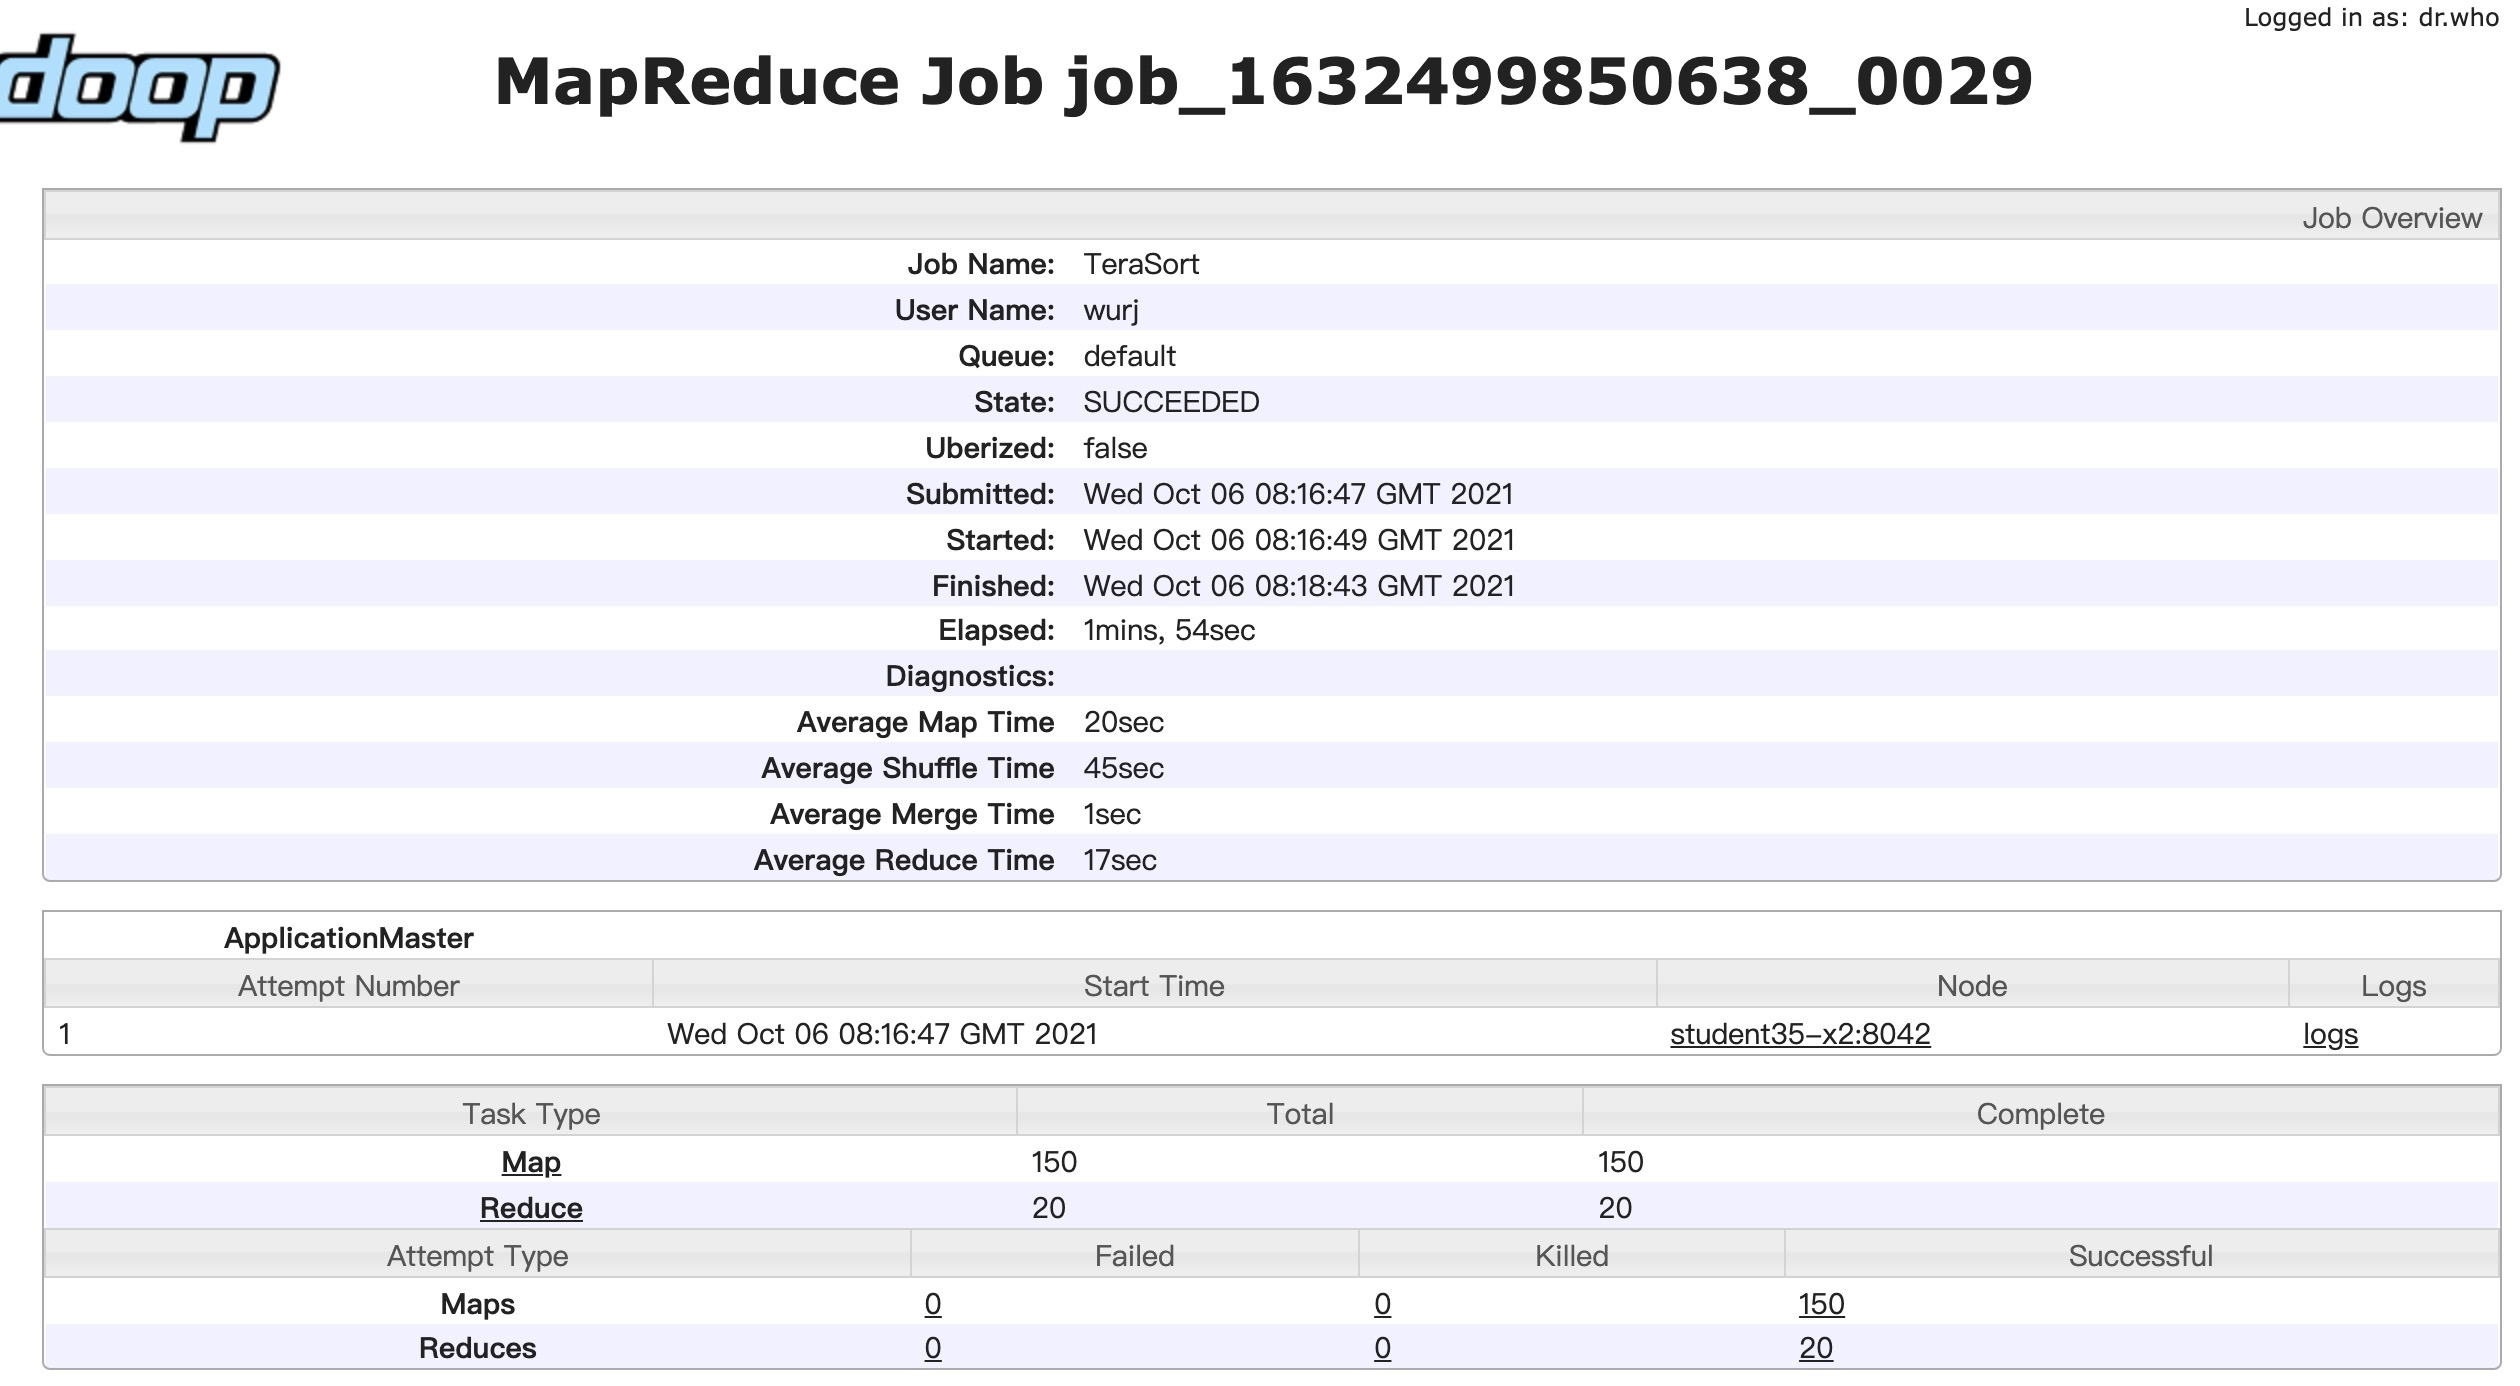 Logged in as: dr.who
doop
MapReduce Job job_1632499850638_0029
Job Overview
Job Name: TeraSort
User Name: wurj
Queue: default
State: SUCCEEDED
Uberized: false
Submitted: Wed Oct 06 08:16:47 GMT 2021
Started: Wed Oct 06 08:16:49 GMT 2021
Finished: Wed Oct 06 08:18:43 GMT 2021
Elapsed: 1mins, 54sec
Diagnostics:
Average Map Time 20sec
Average Shuffle Time 45sec
Average Merge Time 1sec
Average Reduce Time 17sec
ApplicationMaster
Attempt Number Start Time Node Logs
1 Wed Oct 06 08:16:47 GMT 2021 student35-x2:8042 logs
Task Type Total Complete
Map 150 150
Reduce 20 20
Attempt Type Failed Killed Successful
Maps 0 0 150
Reduces 0 0 20